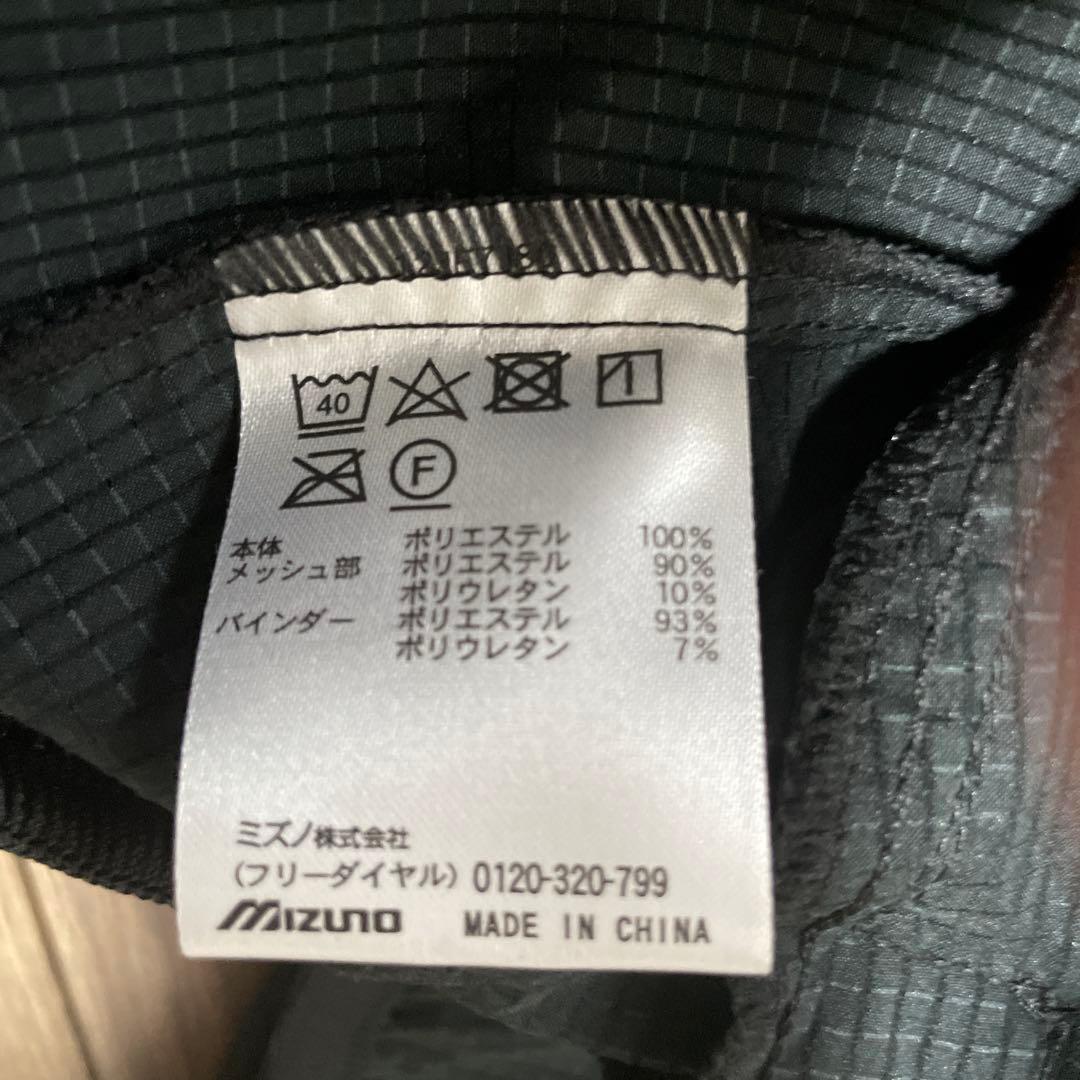 40
F
本体 ポリエステル 100%
メッシュ部 ポリエステル 90%
ポリウレタン 10%
バインダー ポリエステル 93%
ポリウレタン 7%
ミズノ株式会社
(フリーダイヤル) 0120-320-799
MIZUNO MADE IN CHINA